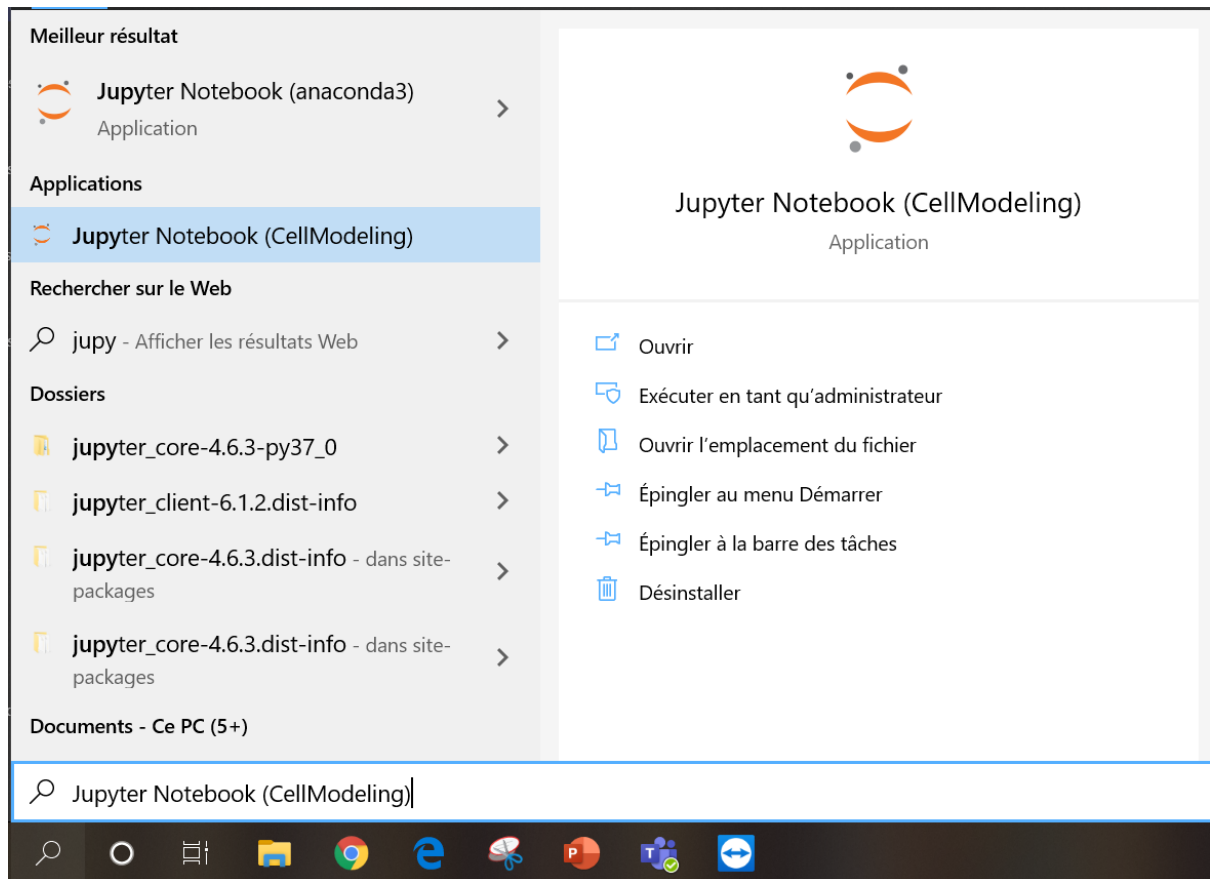 Meilleur résultat
Jupyter Notebook (anaconda3)
Application
Applications
Jupyter Notebook (CellModeling)
Rechercher sur le Web
jupy - Afficher les résultats Web
Dossiers
jupyter_core-4.6.3-py37_0
jupyter_client-6.1.2.dist-info
jupyter_core-4.6.3.dist-info - dans site-
packages
jupyter_core-4.6.3.dist-info - dans site-
packages
Documents - Ce PC (5+)
Jupyter Notebook (CellModeling)
Application
Ouvrir
Exécuter en tant qu’administrateur
Ouvrir l’emplacement du fichier
Épingler au menu Démarrer
Épingler à la barre des tâches
Désinstaller
Jupyter Notebook (CellModeling)